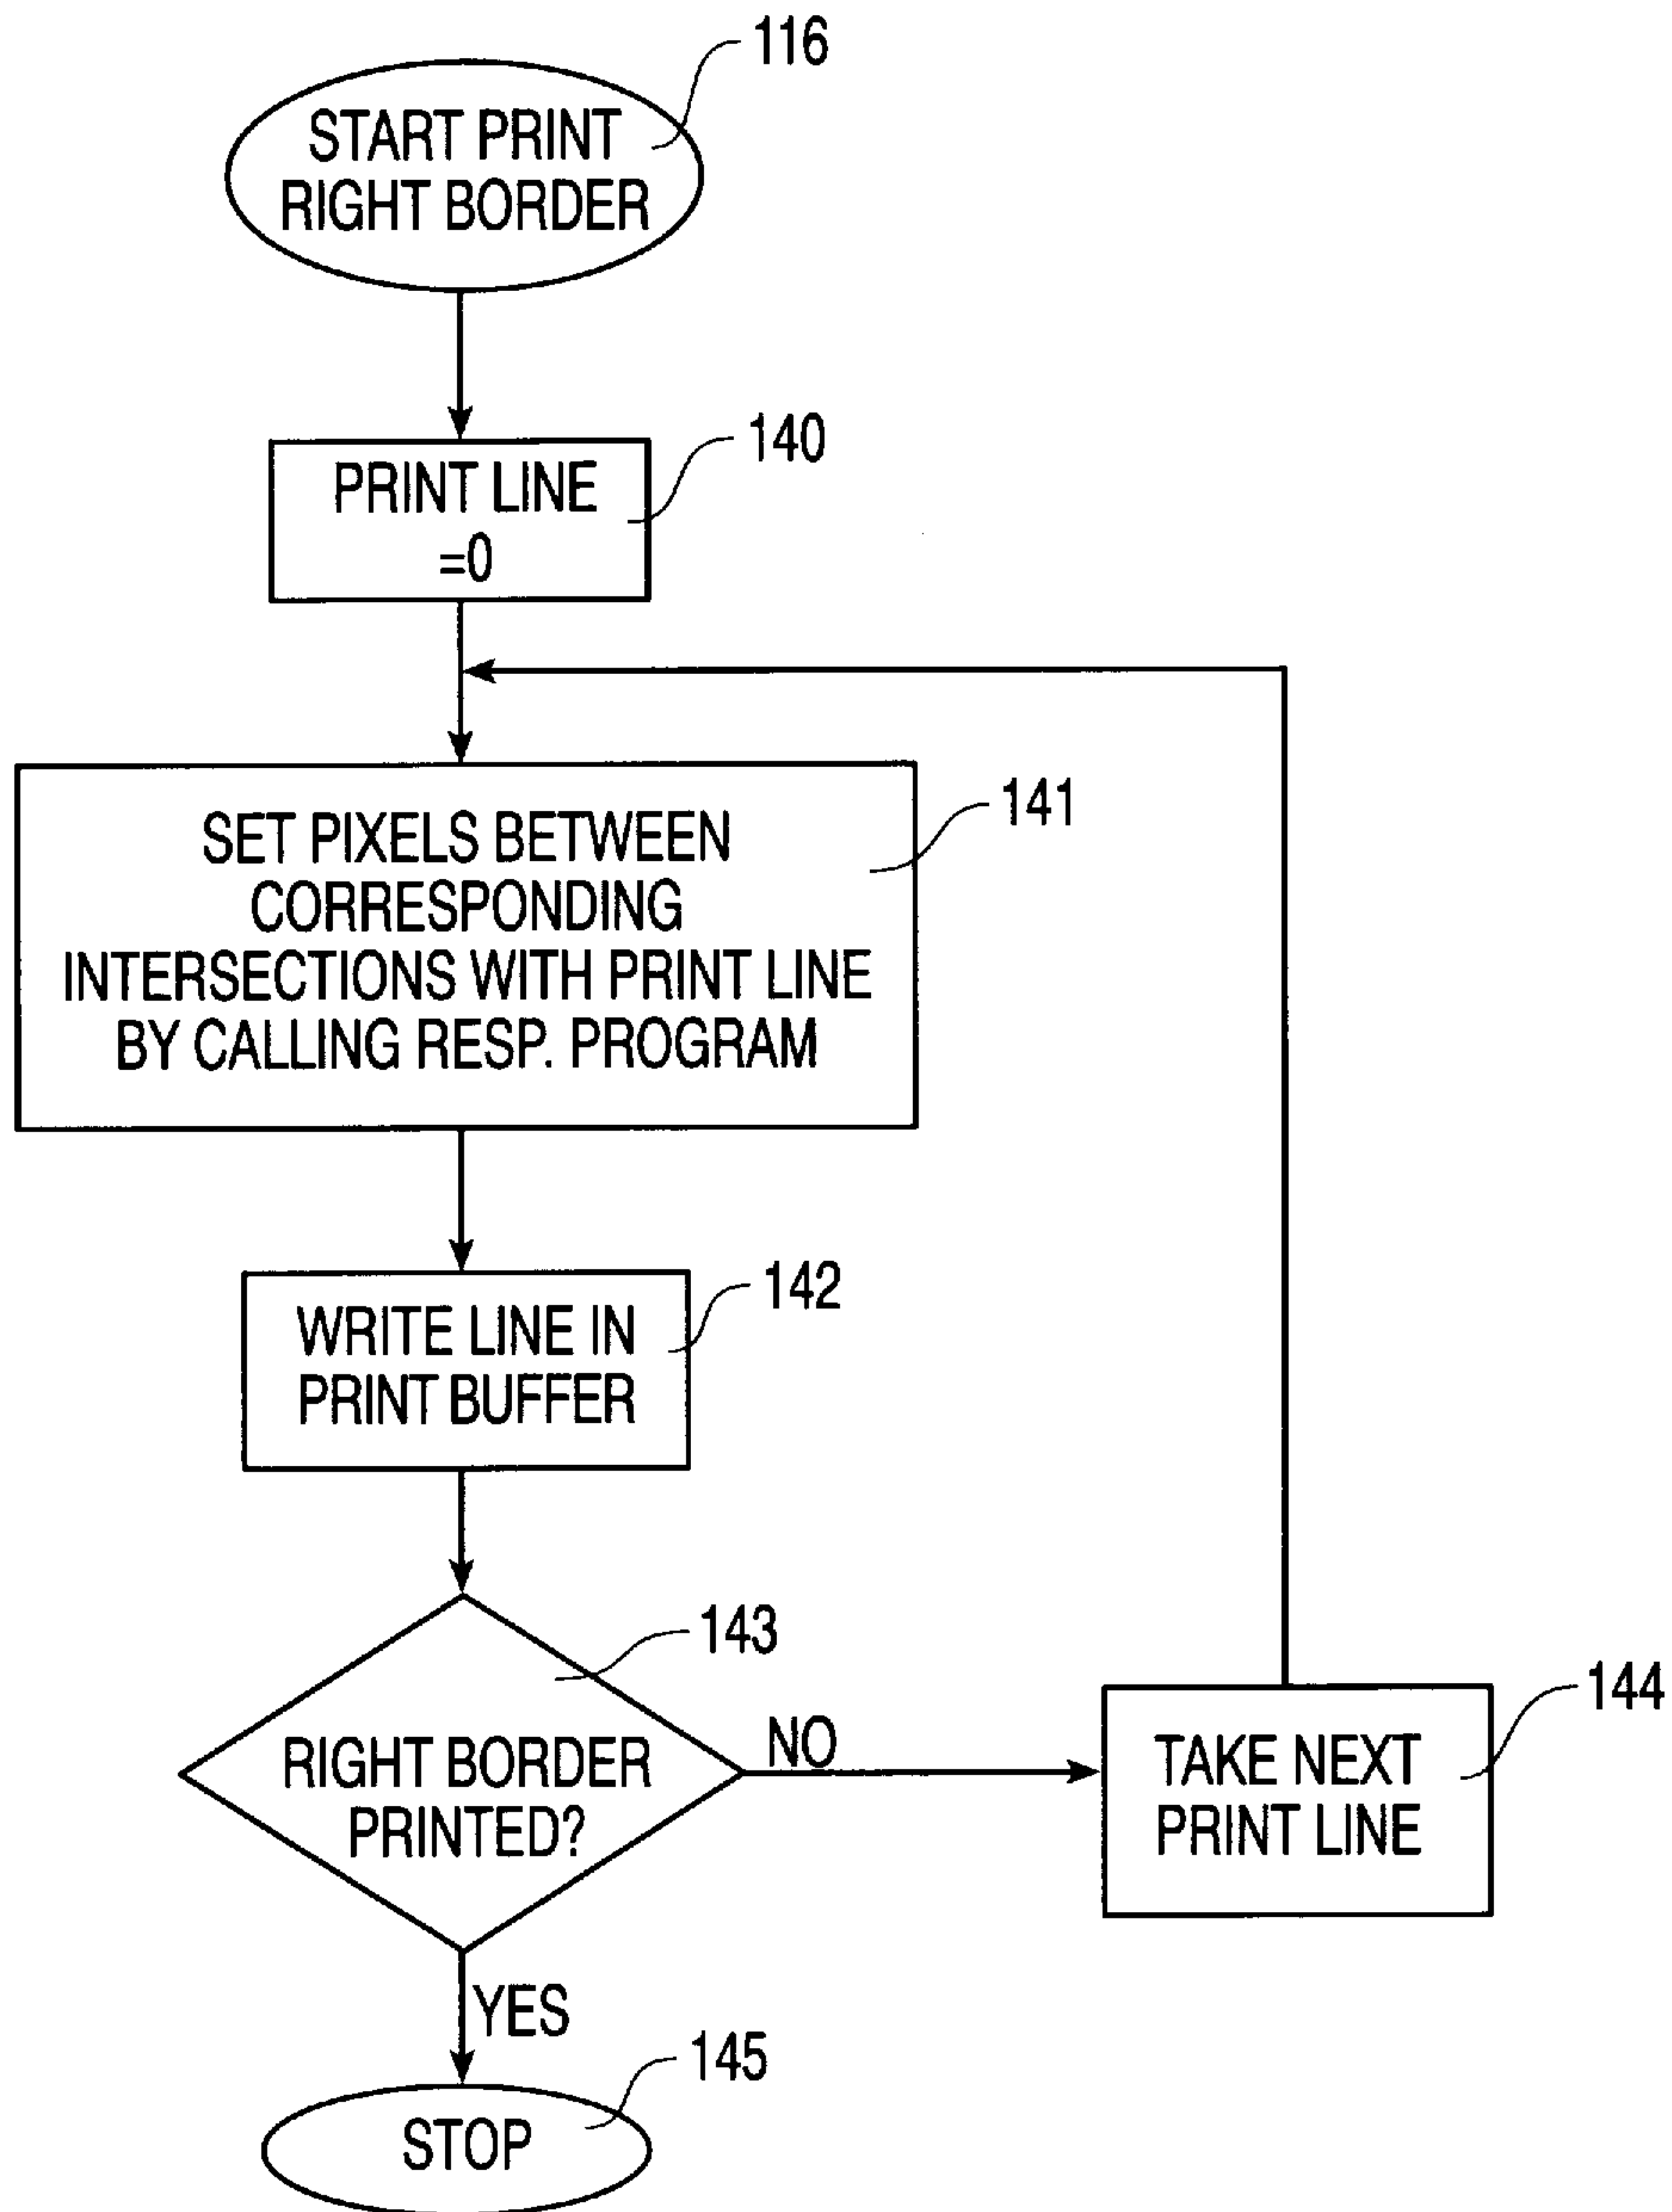 116
START PRINT
RIGHT BORDER
140
PRINT LINE
=0
141
SET PIXELS BETWEEN
CORRESPONDING
INTERSECTIONS WITH PRINT LINE
BY CALLING RESP. PROGRAM
142
WRITE LINE IN
PRINT BUFFER
143
RIGHT BORDER
PRINTED?
NO
144
TAKE NEXT
PRINT LINE
YES
145
STOP